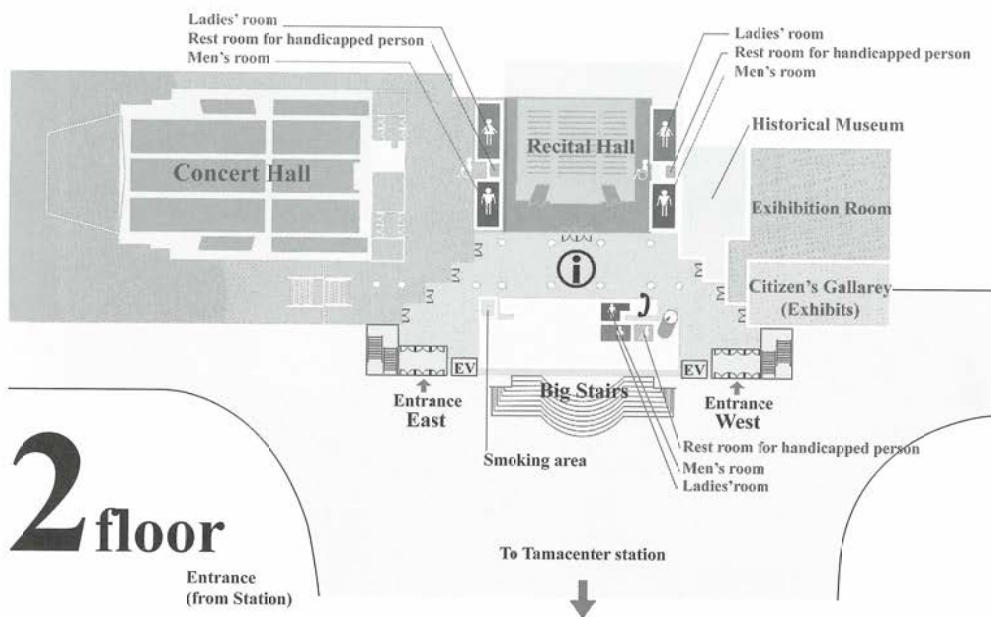 Ladies' room
Rest room for handicapped person
Men's room
Ladies' room
Rest room for handicapped person
Men's room
Historical Museum
Concert Hall
Recital Hall
Exihibition Room
Citizen's Gallarey
(Exhibits)
i
EV
EV
Entrance
East
Big Stairs
Entrance
West
Smoking area
Rest room for handicapped person
Men's room
Ladies'room
2 floor
Entrance
(from Station)
To Tamacenter station